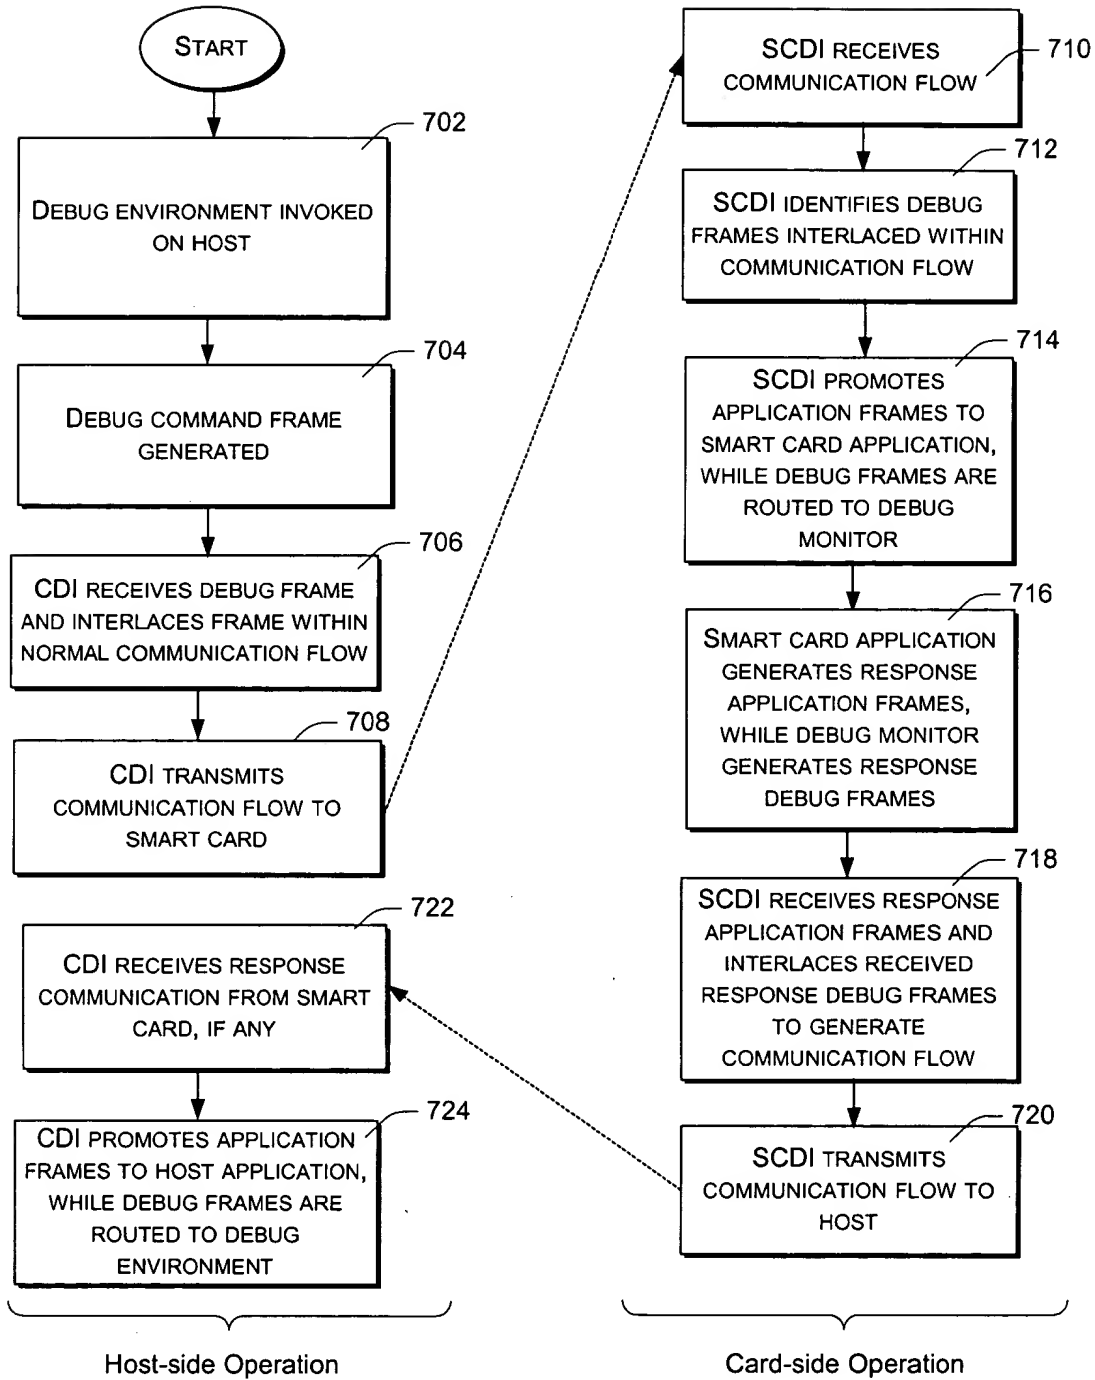 START
702
DEBUG ENVIRONMENT INVOKED
ON HOST
704
DEBUG COMMAND FRAME
GENERATED
706
CDI RECEIVES DEBUG FRAME
AND INTERLACES FRAME WITHIN
NORMAL COMMUNICATION FLOW
708
CDI TRANSMITS
COMMUNICATION FLOW TO
SMART CARD
710
SCDI RECEIVES
COMMUNICATION FLOW
712
SCDI IDENTIFIES DEBUG
FRAMES INTERLACED WITHIN
COMMUNICATION FLOW
714
SCDI PROMOTES
APPLICATION FRAMES TO
SMART CARD APPLICATION,
WHILE DEBUG FRAMES ARE
ROUTED TO DEBUG
MONITOR
716
SMART CARD APPLICATION
GENERATES RESPONSE
APPLICATION FRAMES,
WHILE DEBUG MONITOR
GENERATES RESPONSE
DEBUG FRAMES
718
SCDI RECEIVES RESPONSE
APPLICATION FRAMES AND
INTERLACES RECEIVED
RESPONSE DEBUG FRAMES
TO GENERATE
COMMUNICATION FLOW
720
SCDI TRANSMITS
COMMUNICATION FLOW TO
HOST
722
CDI RECEIVES RESPONSE
COMMUNICATION FROM SMART
CARD, IF ANY
724
CDI PROMOTES APPLICATION
FRAMES TO HOST APPLICATION,
WHILE DEBUG FRAMES ARE
ROUTED TO DEBUG
ENVIRONMENT
Host-side Operation
Card-side Operation